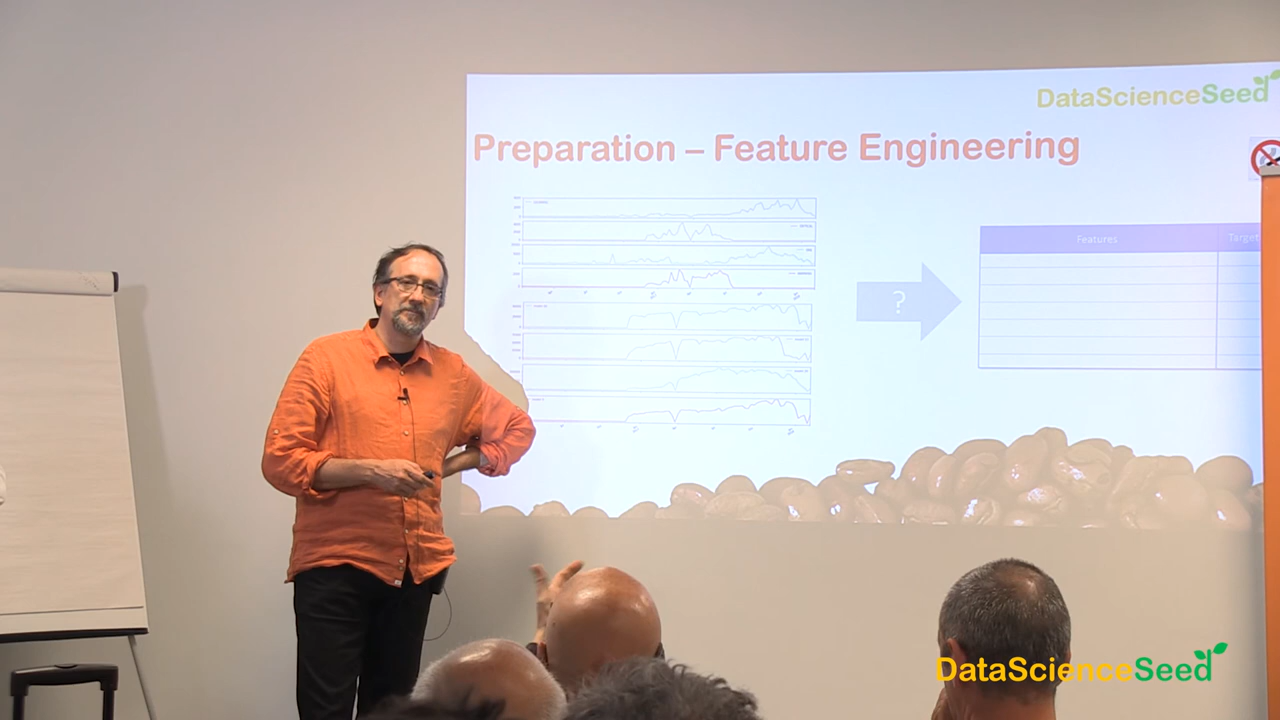 DataScienceSeed
Preparation – Feature Engineering
?
Features
Target
DataScienceSeed